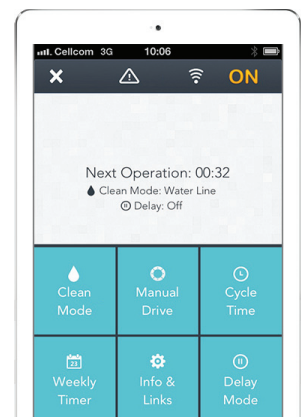 Cellcom 3G 10:06
ON
Next Operation: 00:32
Clean Mode: Water Line
Delay: Off
Clean Mode
Manual Drive
Cycle Time
23
Weekly Timer
Info & Links
Delay Mode